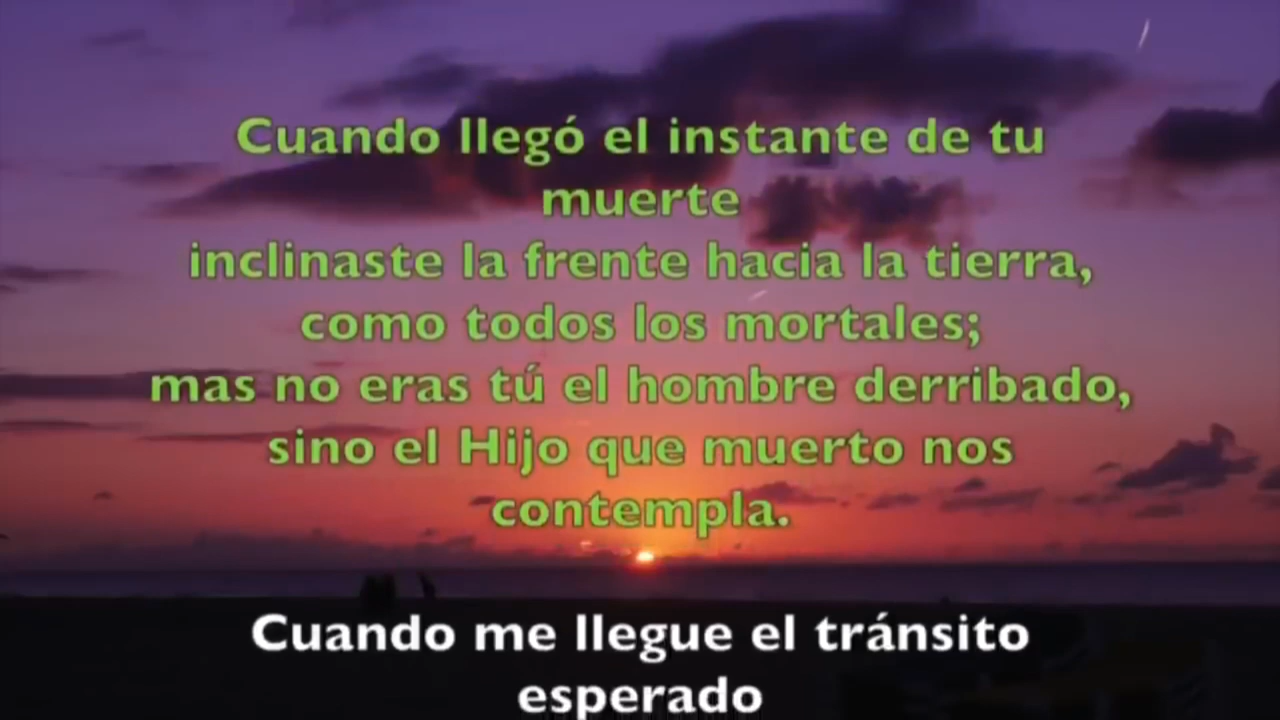 Cuando llegó el instante de tu
muerte
inclinaste la frente hacia la tierra,
como todos los mortales;
mas no eras tú el hombre derribado,
sino el Hijo que muerto nos
contempla.
Cuando me llegue el tránsito
esperado